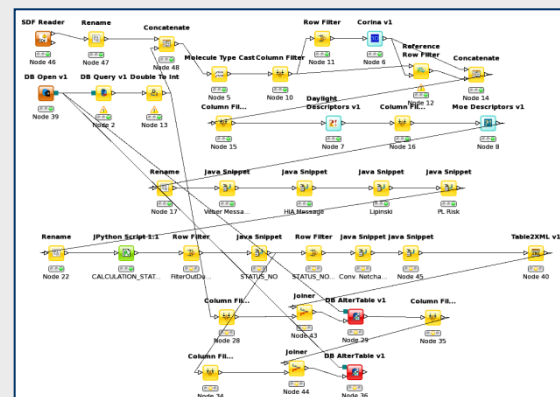 SDF Reader
Rename
Concatenate
Row Filter
Corina v1
Reference
Row Filter
Concatenate
Molecule Type Cast
Column Filter
Node 46
Node 47
Node 48
Node 11
Node 6
DB Open v1
DB Query v1
Double To Int
Node 5
Node 10
Node 12
Node 14
Node 39
Node 2
Node 13
Column Fil...
Daylight
Descriptors v1
Column Fil...
Moe Descriptors v1
Node 15
Node 7
Node 16
Node 8
Rename
Java Snippet
Java Snippet
Java Snippet
Java Snippet
Node 17
Veber Messa...
HIA Message
Lipinski
PL Risk
Rename
JPython Script 1:1
Row Filter
Java Snippet
Row Filter
Java Snippet
Java Snippet
Table2XML v1
Node 22
CALCULATION_STAT...
STATUS_NO
STATUS_NO...
Conv. Netcha...
Node 45
Node 40
Column Fil...
Joiner
DB AlterTable v1
Column Fil...
Node 28
Node 43
Node 29
Node 35
Column Fil...
Joiner
DB AlterTable v1
Node 34
Node 44
Node 36